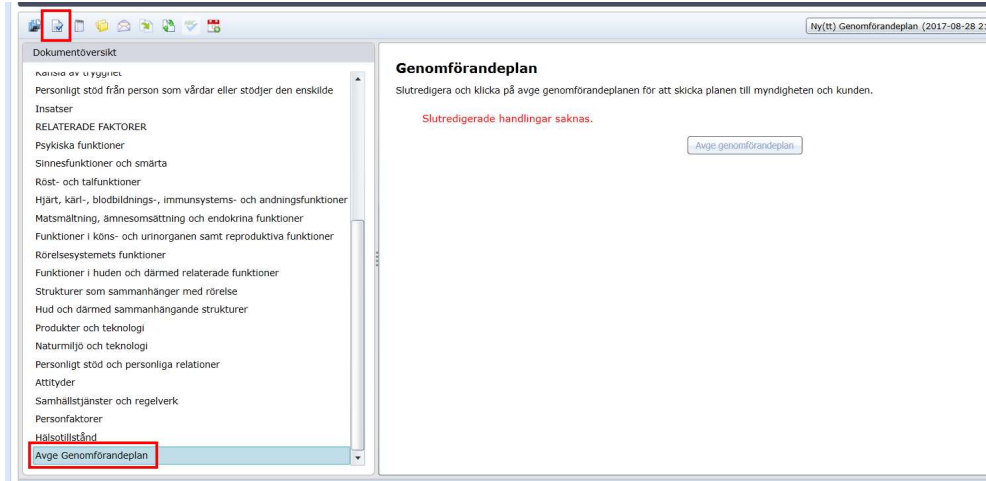 Ny(tt) Genomförandeplan (2017-08-28 2
Dokumentöversikt
Känsla av trygghet
Personligt stöd från person som vårdar eller stödjer den enskilde
Insatser
RELATERADE FAKTORER
Psykiska funktioner
Sinnesfunktioner och smärta
Röst- och talfunktioner
Hjärt, kärl-, blodbildnings-, immunsystems- och andningsfunktioner
Matsmältning, ämnesomsättning och endokrina funktioner
Funktioner i köns- och urinorganen samt reproduktiva funktioner
Rörelsesystemets funktioner
Funktioner i huden och därmed relaterade funktioner
Strukturer som sammanhänger med rörelse
Hud och därmed sammanhängande strukturer
Produkter och teknologi
Naturmiljö och teknologi
Personligt stöd och personliga relationer
Attityder
Samhällstjänster och regelverk
Personfaktorer
Hälsotillstånd
Avge Genomförandeplan
Genomförandeplan
Slutredigera och klicka på avge genomförandeplanen för att skicka planen till myndigheten och kunden.
Slutredigerade handlingar saknas.
Avge genomförandeplan